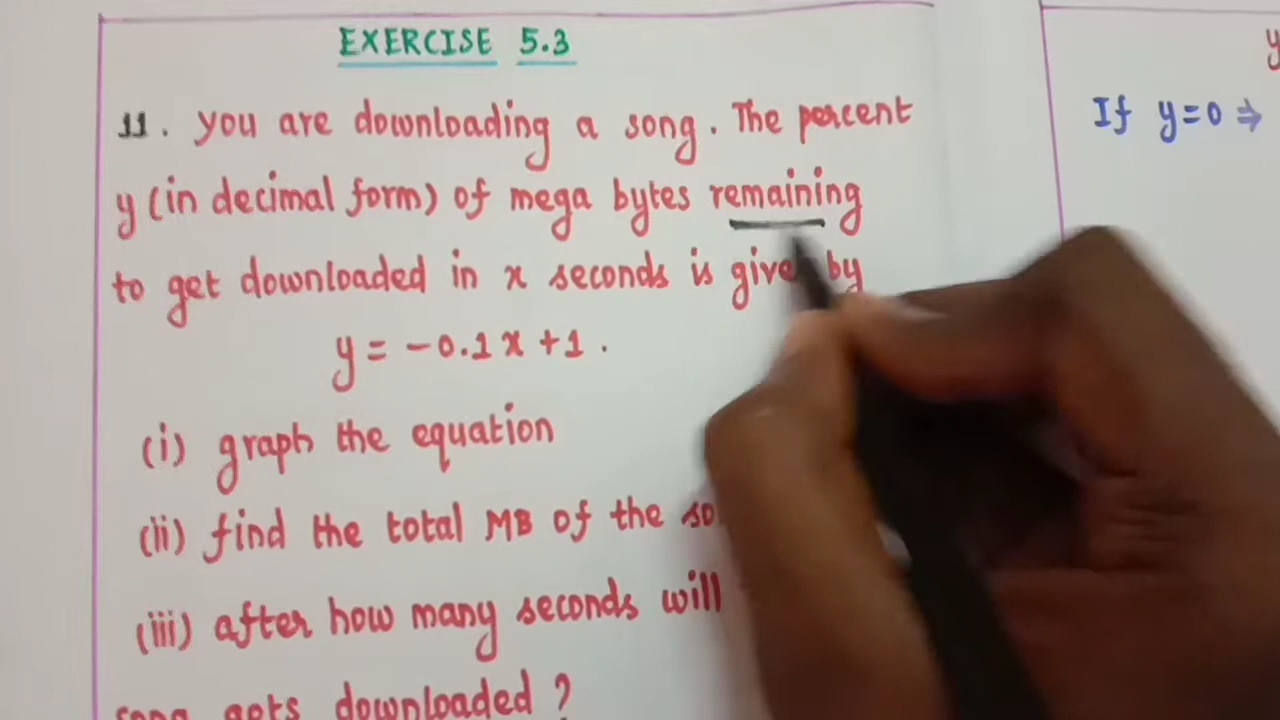 EXERCISE 5.3
11. you are downloading a song. The percent
y (in decimal form) of mega bytes remaining
to get downloaded in x seconds is given by
y = -0.1x +1.
(i) graph the equation
(ii) find the total MB of the
(iii) after how many seconds will
song gets downloaded ?
y
If y=0 ⇒